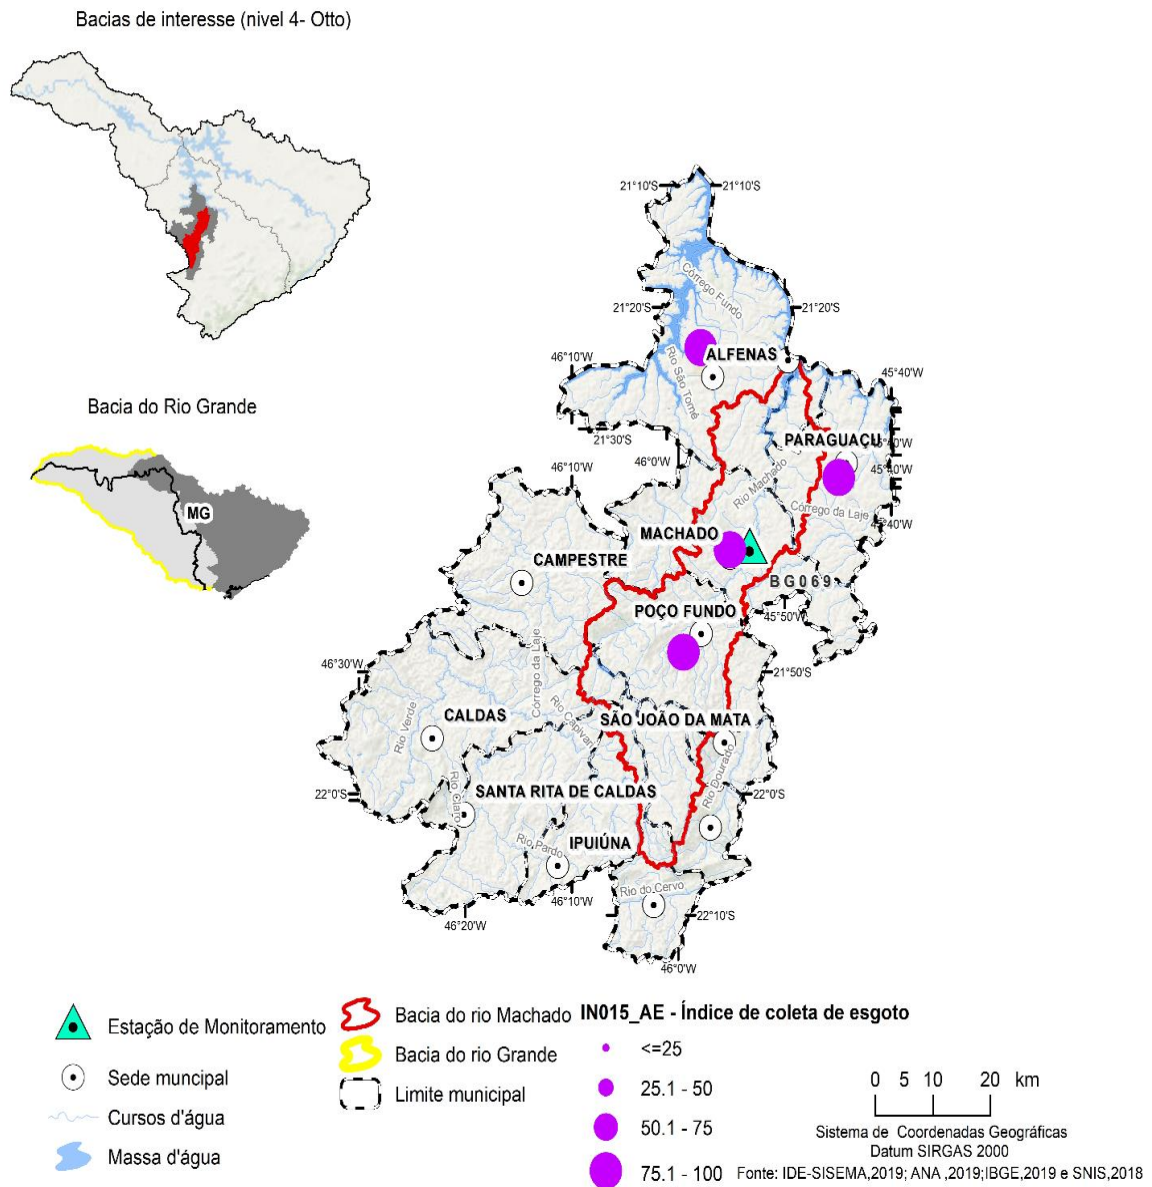 Bacias de interesse (nivel 4- Otto)
Bacia do Rio Grande
MG
21°10'S
21°10'S
Córrego Fundo
21°20'S
21°20'S
ALFENAS
46°10'W
Rio São Tomé
45°40'W
21°30'S
PARAGUAÇU
45°40'W
46°0'W
45°40'W
46°10'W
Rio Machado
Córrego da Laje
45°40'W
MACHADO
CAMPESTRE
BG069
POÇO FUNDO
45°50'W
46°30'W
21°50'S
Córrego da Laje
Rio Capivari
Rio Verde
CALDAS
SÃO JOÃO DA MATA
Rio Dourado
Rio Claro
22°0'S
SANTA RITA DE CALDAS
22°0'S
Rio Pardo
IPUIÚNA
Rio do Cervo
46°10'W
46°20'W
22°10'S
46°0'W
Estação de Monitoramento
Sede muncipal
Cursos d'água
Massa d'água
Bacia do rio Machado
Bacia do rio Grande
Limite municipal
IN015_AE - Índice de coleta de esgoto
<=25
25.1 - 50
50.1 - 75
75.1 - 100
0 5 10 20 km
Sistema de Coordenadas Geográficas
Datum SIRGAS 2000
Fonte: IDE-SISEMA,2019; ANA ,2019;IBGE,2019 e SNIS,2018